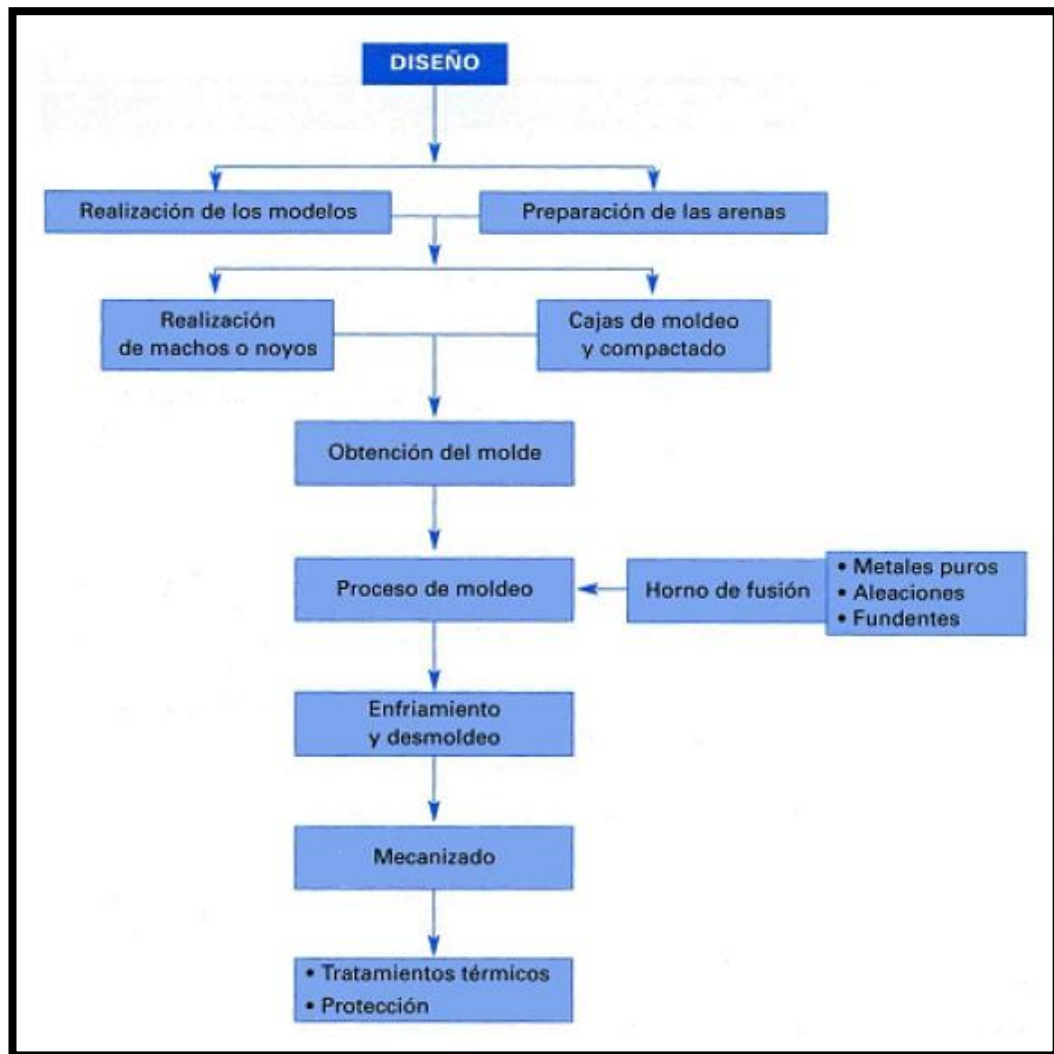 DISEÑO
Realización de los modelos
Preparación de las arenas
Realización
de machos o noyos
Cajas de moldeo
y compactado
Obtención del molde
Proceso de moldeo
Horno de fusión
• Metales puros
• Aleaciones
• Fundentes
Enfriamiento
y desmoldeo
Mecanizado
• Tratamientos térmicos
• Protección